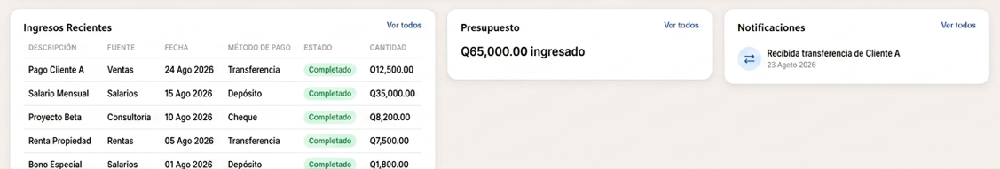 Ingresos Recientes Ver todos
DESCRIPCIÓN FUENTE FECHA MÉTODO DE PAGO ESTADO CANTIDAD
Pago Cliente A Ventas 24 Ago 2026 Transferencia Completado Q12,500.00
Salario Mensual Salarios 15 Ago 2026 Depósito Completado Q35,000.00
Proyecto Beta Consultoría 10 Ago 2026 Cheque Completado Q8,200.00
Renta Propiedad Rentas 05 Ago 2026 Transferencia Completado Q7,500.00
Bono Especial Salarios 01 Ago 2026 Depósito Completado Q1,800.00
Presupuesto Ver todos
Q65,000.00 ingresado
Notificaciones Ver todos
Recibida transferencia de Cliente A
23 Ageto 2026